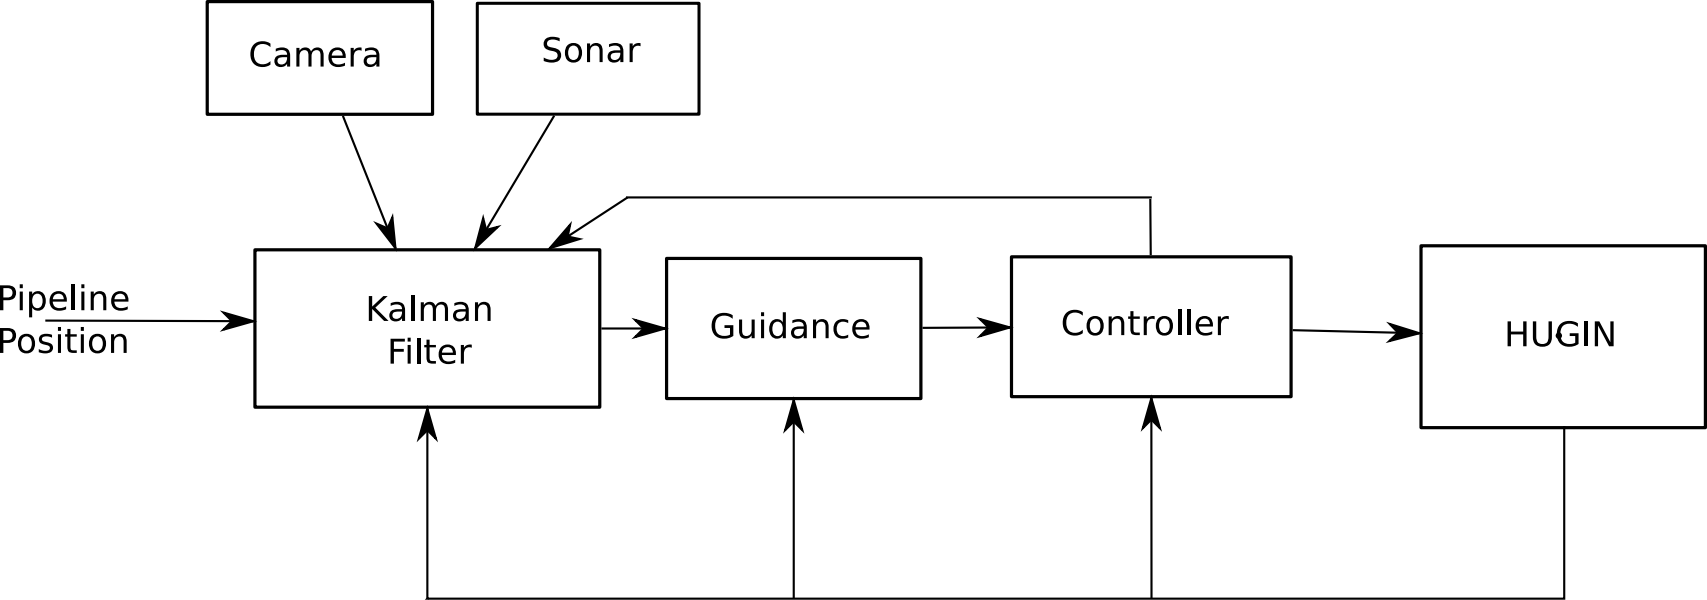 Camera
Sonar
Pipeline
Position
Kalman
Filter
Guidance
Controller
HUGIN